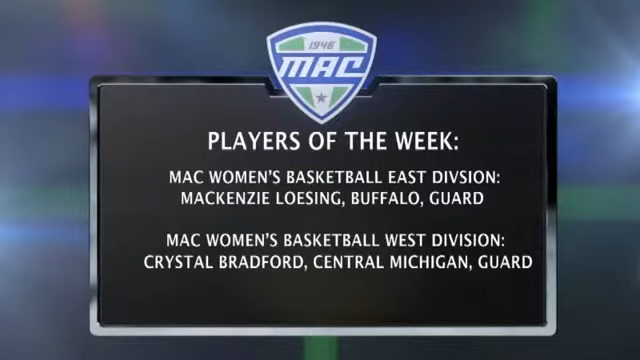 1946
MAC
PLAYERS OF THE WEEK:
MAC WOMEN'S BASKETBALL EAST DIVSION:
MACKENZIE LOESING, BUFFALO, GUARD
MAC WOMEN'S BASKETBALL WEST DIVISION:
CRYSTAL BRADFORD, CENTRAL MICHIGAN, GUARD